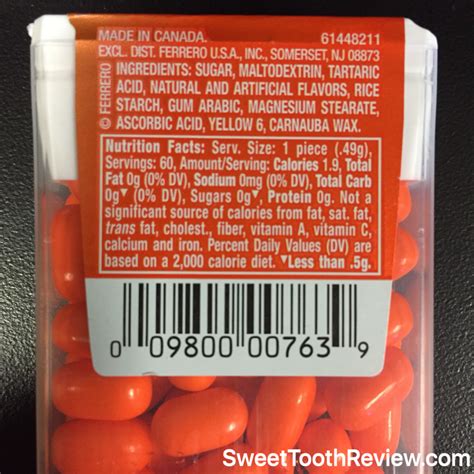 MADE IN CANADA. 61448211
EXCL. DIST. FERRERO U.S.A., INC., SOMERSET, NJ 08873
© FERRERO
INGREDIENTS: SUGAR, MALTODEXTRIN, TARTARIC
ACID, NATURAL AND ARTIFICIAL FLAVORS, RICE
STARCH, GUM ARABIC, MAGNESIUM STEARATE,
ASCORBIC ACID, YELLOW 6, CARNAUBA WAX.
Nutrition Facts: Serv. Size: 1 piece (.49g),
Servings: 60, Amount/Serving: Calories 1.9, Total
Fat 0g (0% DV), Sodium 0mg (0% DV), Total Carb
0g▼ (0% DV), Sugars 0g▼, Protein 0g. Not a
significant source of calories from fat, sat. fat,
trans fat, cholest., fiber, vitamin A, vitamin C,
calcium and iron. Percent Daily Values (DV) are
based on a 2,000 calorie diet. ▼Less than .5g.
0 09800 00763 9
SweetToothReview.com